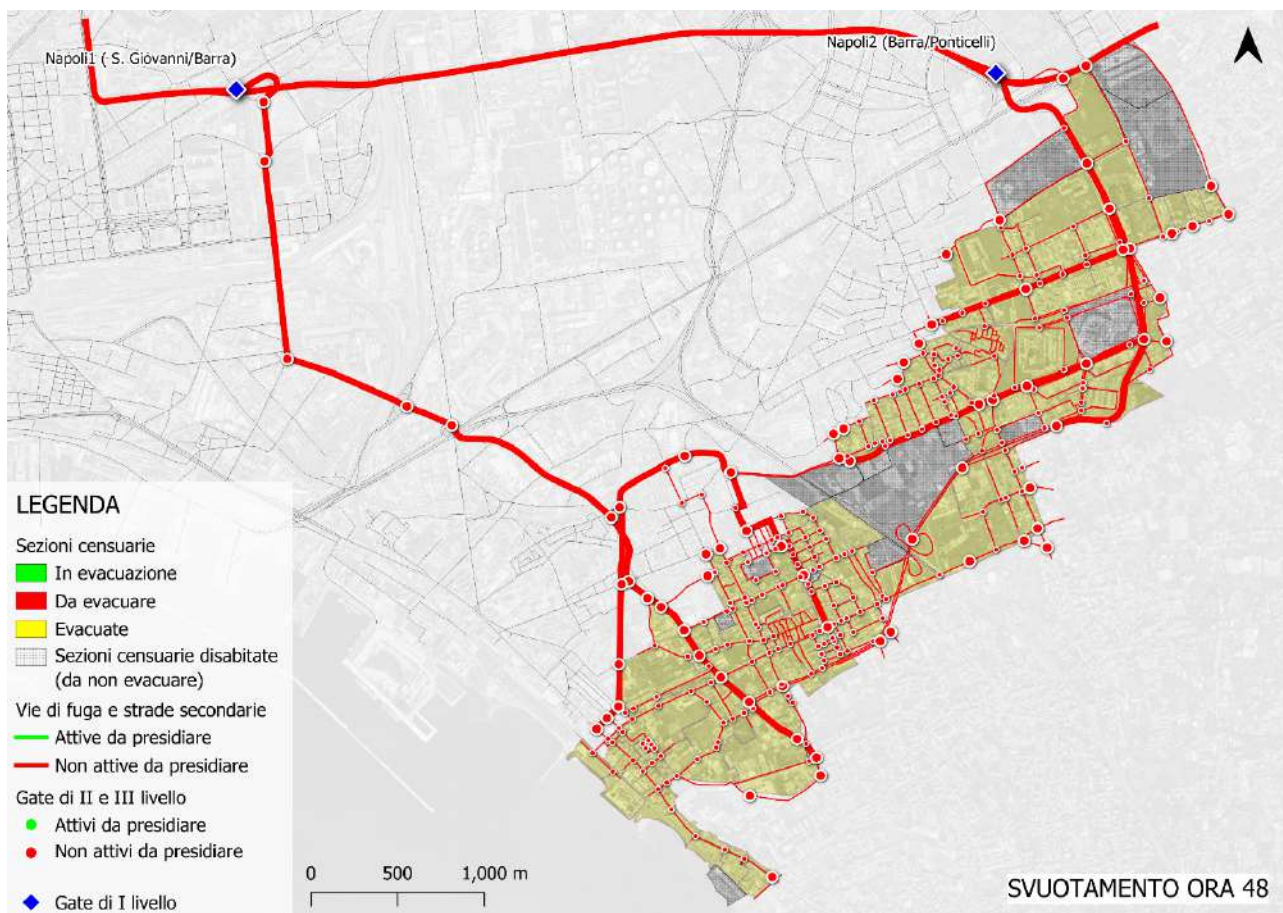 Napoli1 ( S. Giovanni/Barra)
Napoli2 (Barra/Ponticelli)
LEGENDA
Sezioni censuarie
In evacuazione
Da evacuare
Evacuate
Sezioni censuarie disabitate
(da non evacuare)
Vie di fuga e strade secondarie
Attive da presidiare
Non attive da presidiare
Gate di II e III livello
Attivi da presidiare
Non attivi da presidiare
Gate di I livello
0 500 1,000 m
SVUOTAMENTO ORA 48